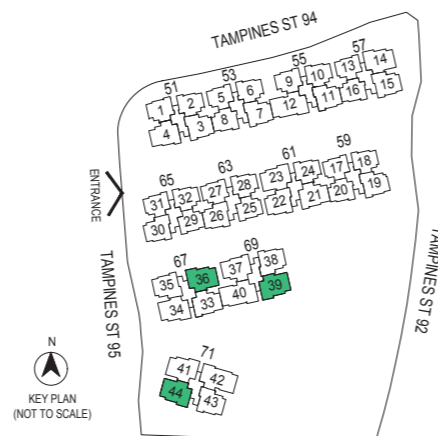 TAMPINES ST 94
57
55
53
51
13 14
9 10
5 6
1 2
4 3 8 7 12 11 16 15
59
61
63
65
17 18
23 24
27 28
31 32
30 29 26 25 22 21 20 19
ENTRANCE
67
69
35 36 37 38
34 33 40 39
TAMPINES ST 95
TAMPINES ST 92
71
41 42
44 43
N
KEY PLAN
(NOT TO SCALE)